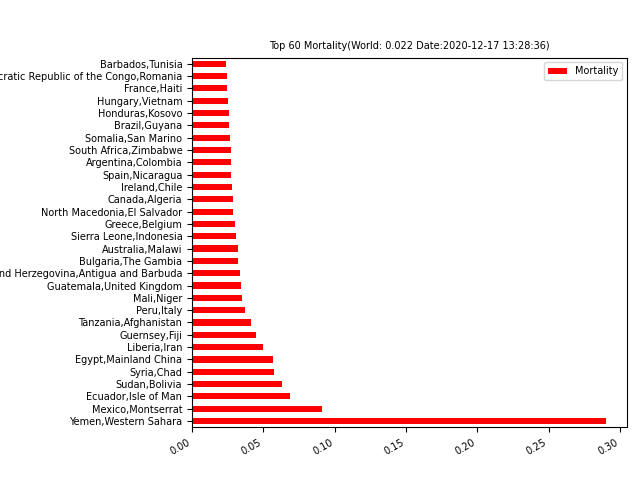 Top 60 Mortality(World: 0.022 Date:2020-12-17 13:28:36)
Mortality
Barbados,Tunisia
cratic Republic of the Congo,Romania
France,Haiti
Hungary,Vietnam
Honduras,Kosovo
Brazil,Guyana
Somalia,San Marino
South Africa,Zimbabwe
Argentina,Colombia
Spain,Nicaragua
Ireland,Chile
Canada,Algeria
North Macedonia,El Salvador
Greece,Belgium
Sierra Leone,Indonesia
Australia,Malawi
Bulgaria,The Gambia
nd Herzegovina,Antigua and Barbuda
Guatemala,United Kingdom
Mali,Niger
Peru,Italy
Tanzania,Afghanistan
Guernsey,Fiji
Liberia,Iran
Egypt,Mainland China
Syria,Chad
Sudan,Bolivia
Ecuador,Isle of Man
Mexico,Montserrat
Yemen,Western Sahara
0.00 0.05 0.10 0.15 0.20 0.25 0.30